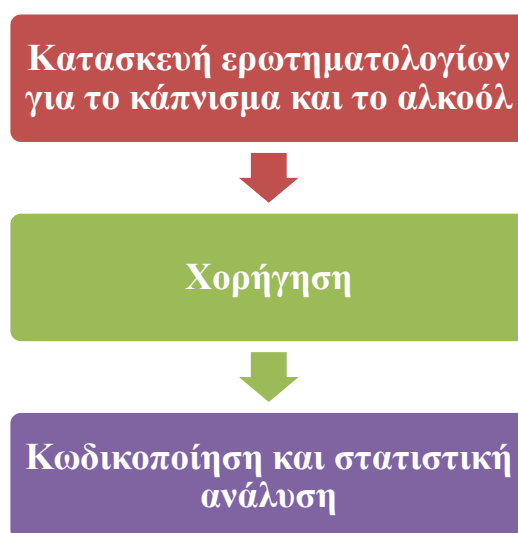 Κατασκευή ερωτηματολογίων
για το κάπνισμα και το αλκοόλ
Χορήγηση
Κωδικοποίηση και στατιστική
ανάλυση